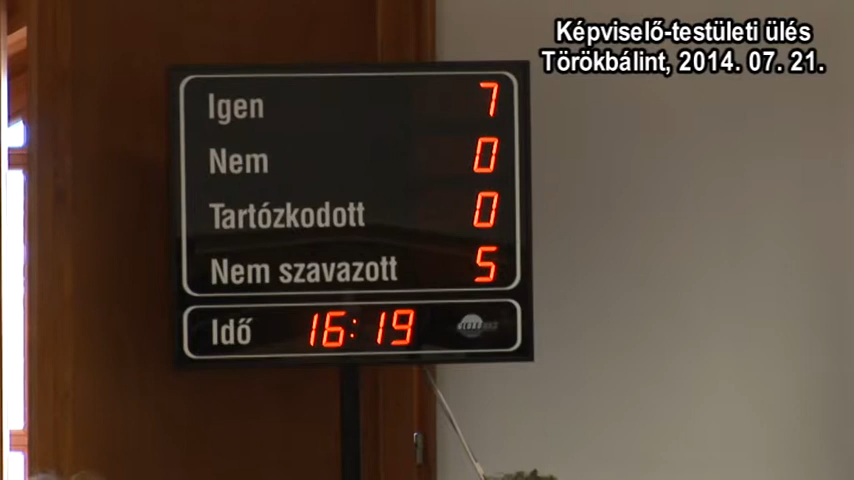 Képviselő-testületi ülés
Törökbálint, 2014. 07. 21.
Igen 7
Nem 0
Tartózkodott 0
Nem szavazott 5
Idő 16:19